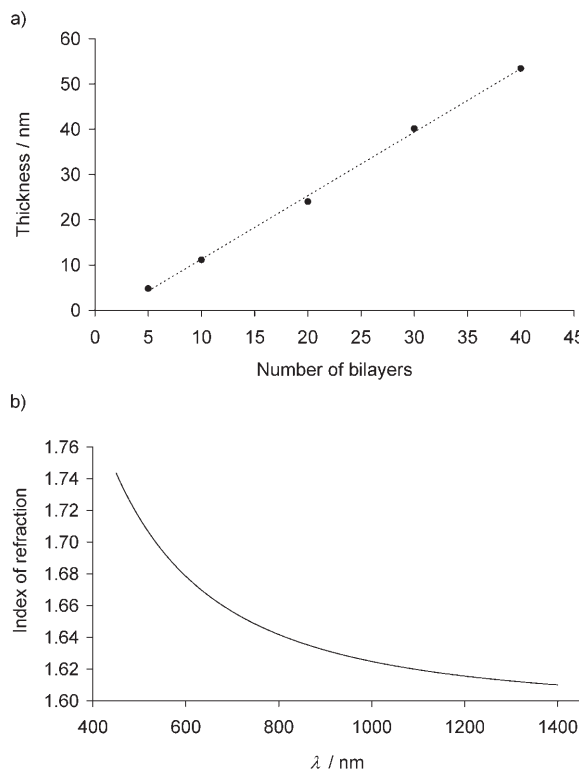 a)
60
50
40
30
20
10
0
Thickness / nm
0 5 10 15 20 25 30 35 40 45
Number of bilayers
b)
1.76
1.74
1.72
1.70
1.68
1.66
1.64
1.62
1.60
Index of refraction
400 600 800 1000 1200 1400
λ / nm